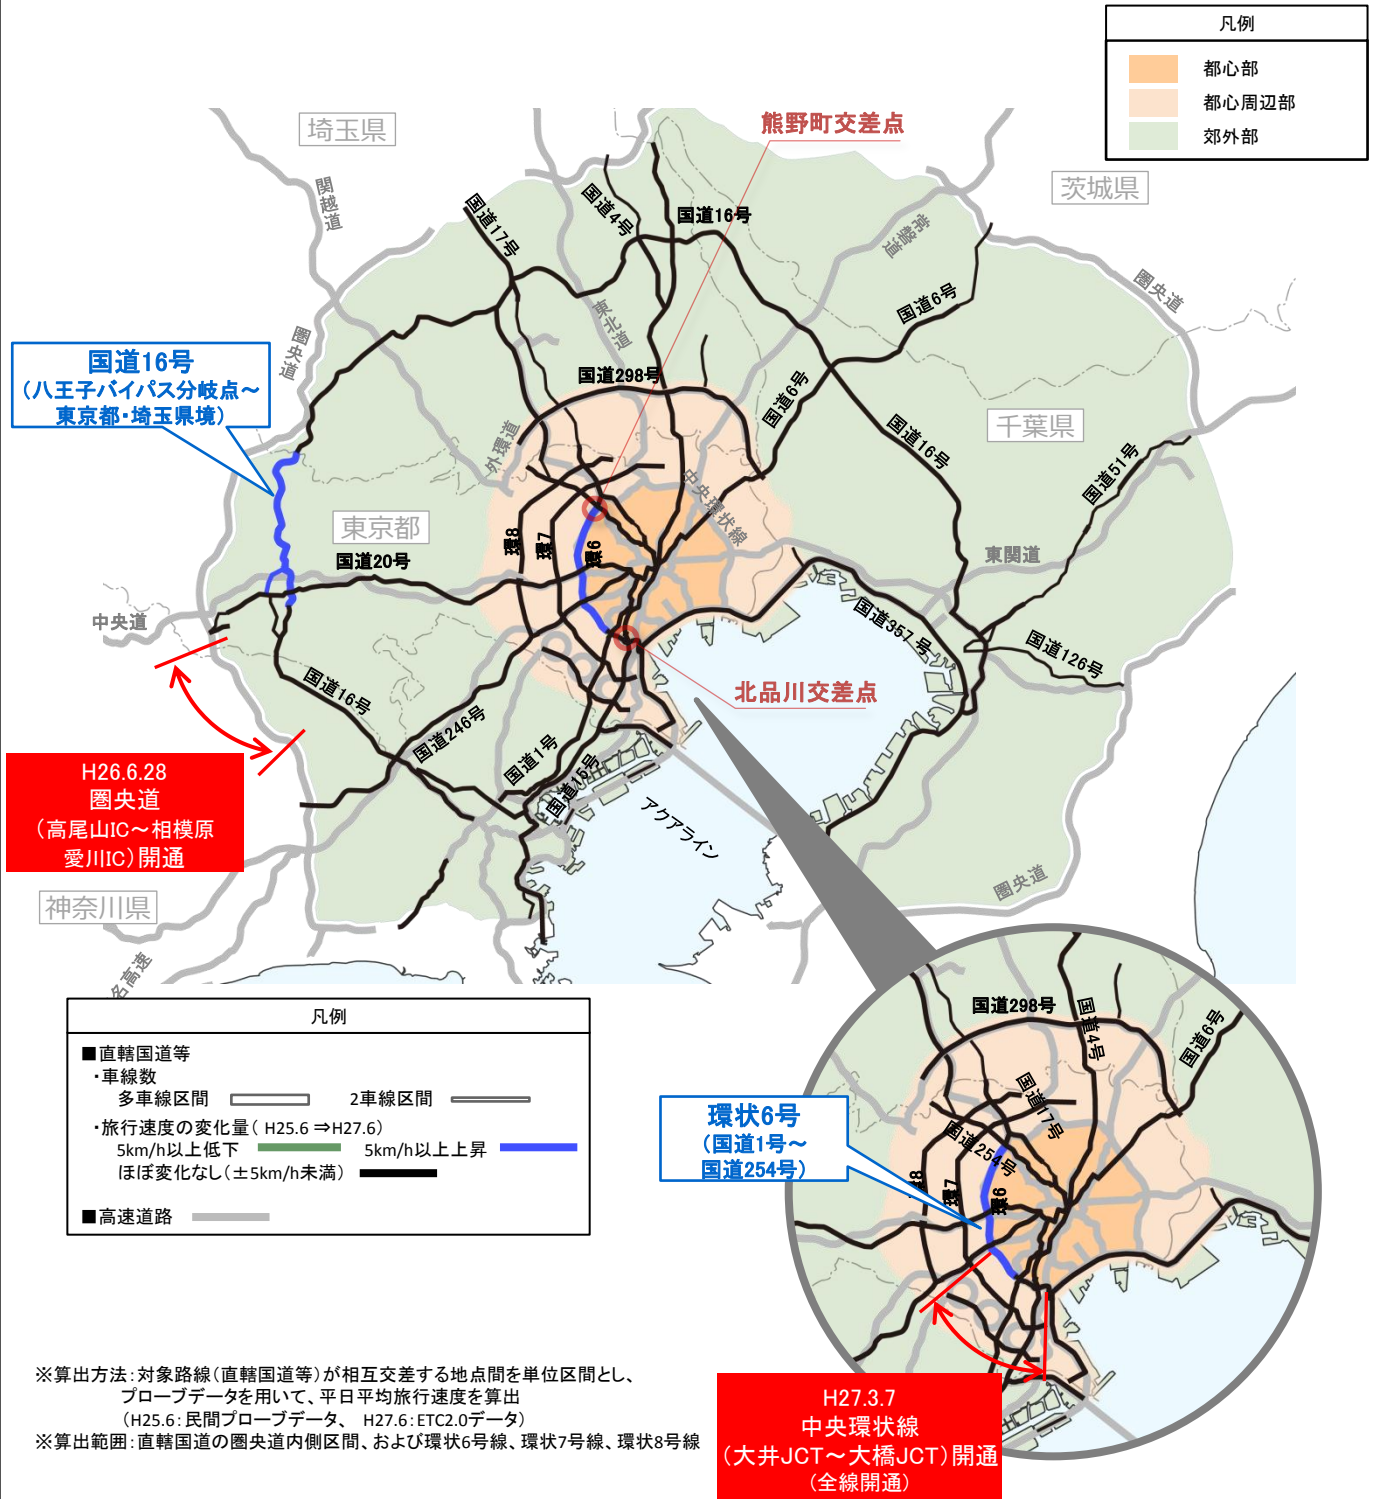 凡例
都心部
都心周辺部
郊外部
埼玉県
熊野町交差点
茨城県
関越道
国道17号
国道4号
国道16号
常磐道
圏央道
国道6号
東北道
圏央道
国道16号
(八王子バイパス分岐点～
東京都・埼玉県境)
国道298号
国道6号
千葉県
外環道
国道16号
国道51号
中央環状線
東京都
環8
環7
環6
国道20号
東関道
中央道
国道357号
国道126号
国道16号
北品川交差点
国道246号
国道1号
国道15号
アクアライン
H26.6.28
圏央道
(高尾山IC～相模原
愛川IC)開通
圏央道
神奈川県
名高速
凡例
■直轄国道等
・車線数
多車線区間
2車線区間
・旅行速度の変化量( H25.6 ⇒H27.6)
5km/h以上低下
5km/h以上上昇
ほぼ変化なし(±5km/h未満)
■高速道路
国道298号
国道4号
国道6号
国道17号
国道254号
環状6号
(国道1号～
国道254号)
環8
環7
環6
※算出方法:対象路線(直轄国道等)が相互交差する地点間を単位区間とし、
プローブデータを用いて、平日平均旅行速度を算出
(H25.6:民間プローブデータ、 H27.6:ETC2.0データ)
※算出範囲:直轄国道の圏央道内側区間、および環状6号線、環状7号線、環状8号線
H27.3.7
中央環状線
(大井JCT～大橋JCT)開通
(全線開通)